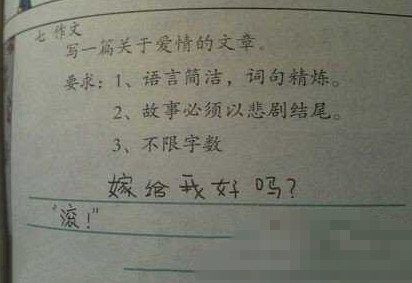 七 作文
写一篇关于爱情的文章。
要求：1、语言简洁，词句精炼。
2、故事必须以悲剧结尾。
3、不限字数
嫁给我好吗？
“滚！”